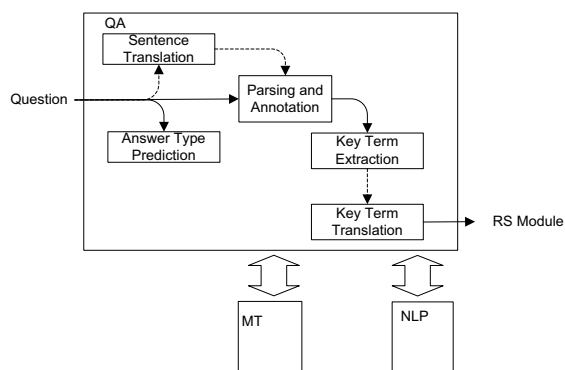 QA
Sentence
Translation
Question
Parsing and
Annotation
Answer Type
Prediction
Key Term
Extraction
Key Term
Translation
RS Module
MT
NLP